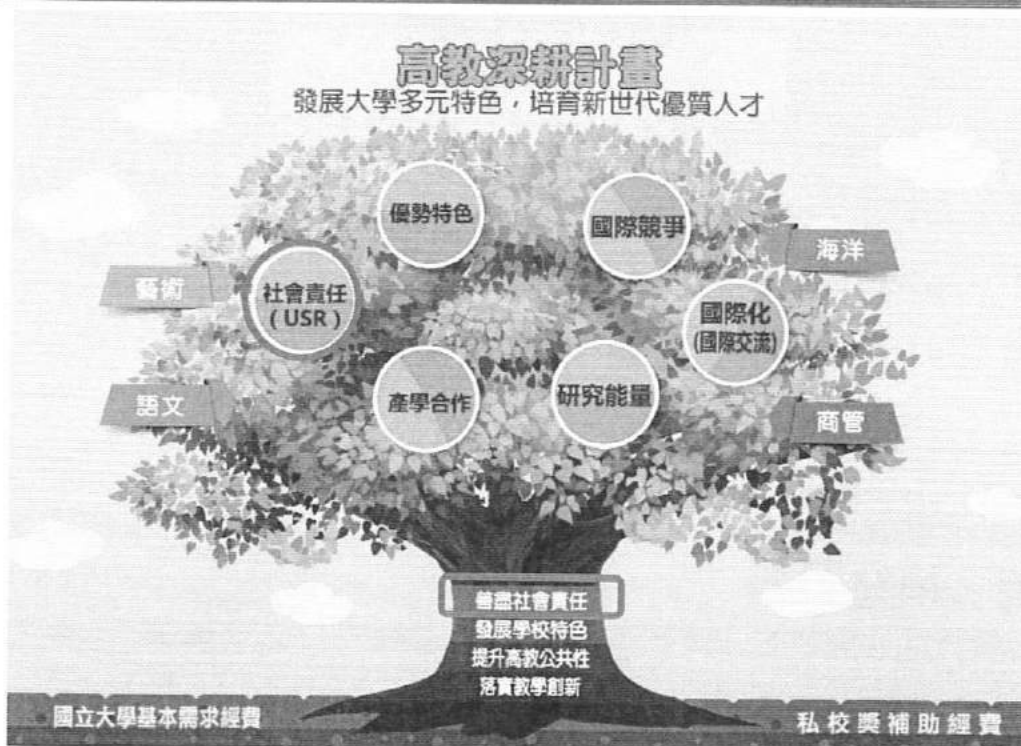 高教深耕計畫
發展大學多元特色，培育新世代優質人才
優勢特色
國際競爭
海洋
藝術
社會責任
(USR)
國際化
(國際交流)
語文
產學合作
研究能量
商管
善盡社會責任
發展學校特色
提升高教公共性
落實教學創新
國立大學基本需求經費
私校獎補助經費